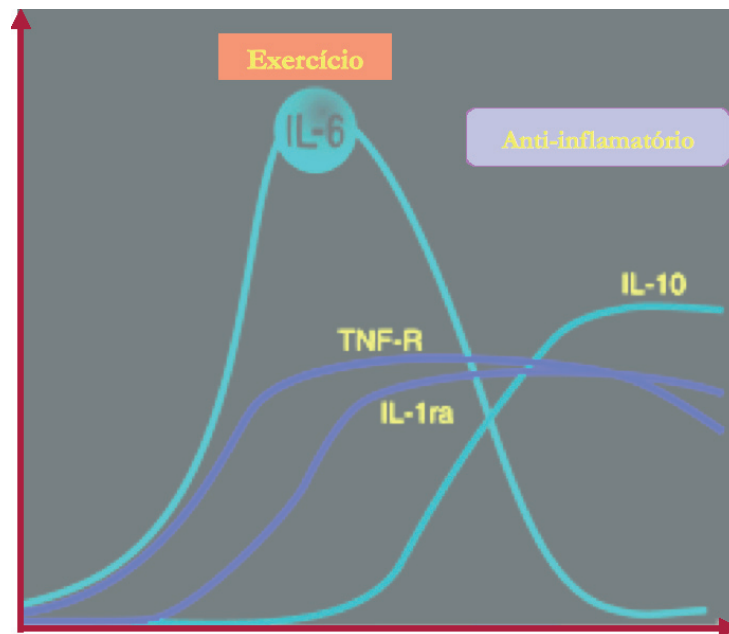 Exercício
IL-6
Anti-inflamatório
IL-10
TNF-R
IL-1ra